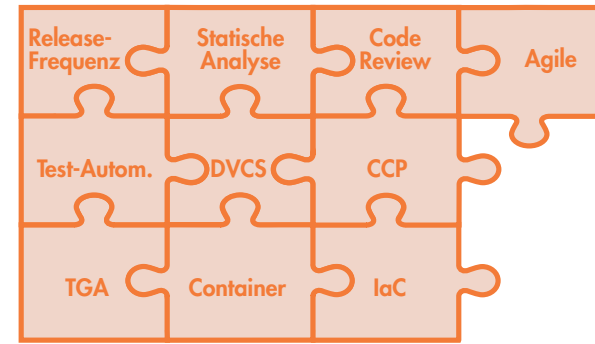 Release-
Frequenz
Statische
Analyse
Code
Review
Agile
Test-Autom.
DVCS
CCP
TGA
Container
IaC